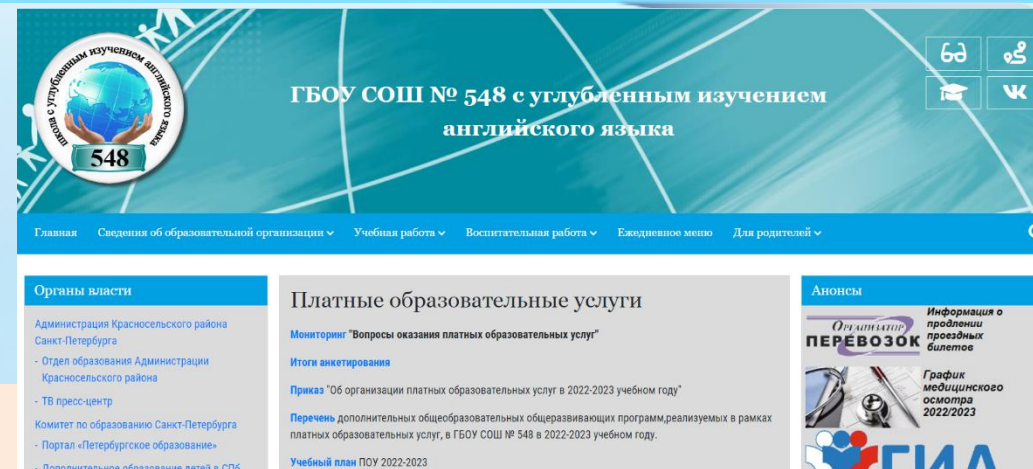 школа с углубленным изучением английского языка
548
ГБОУ СОШ № 548 с углубленным изучением
английского языка
Главная Сведения об образовательной организации Учебная работа Воспитательная работа Ежедневное меню Для родителей
Органы власти
Администрация Красносельского района
Санкт-Петербурга
- Отдел образования Администрации
Красносельского района
- ТВ пресс-центр
Комитет по образованию Санкт-Петербурга
- Портал «Петербургское образование»
- Дополнительное образование детей в СПб
Платные образовательные услуги
Мониторинг "Вопросы оказания платных образовательных услуг"
Итоги анкетирования
Приказ "Об организации платных образовательных услуг в 2022-2023 учебном году"
Перечень дополнительных общеобразовательных общеразвивающих программ,реализуемых в рамках
платных образовательных услуг, в ГБОУ СОШ № 548 в 2022-2023 учебном году.
Учебный план ПОУ 2022-2023
Анонсы
Организатор
ПЕРЕВОЗОК
Информация о
продлении
проездных
билетов
График
медицинского
осмотра
2022/2023
ГИА